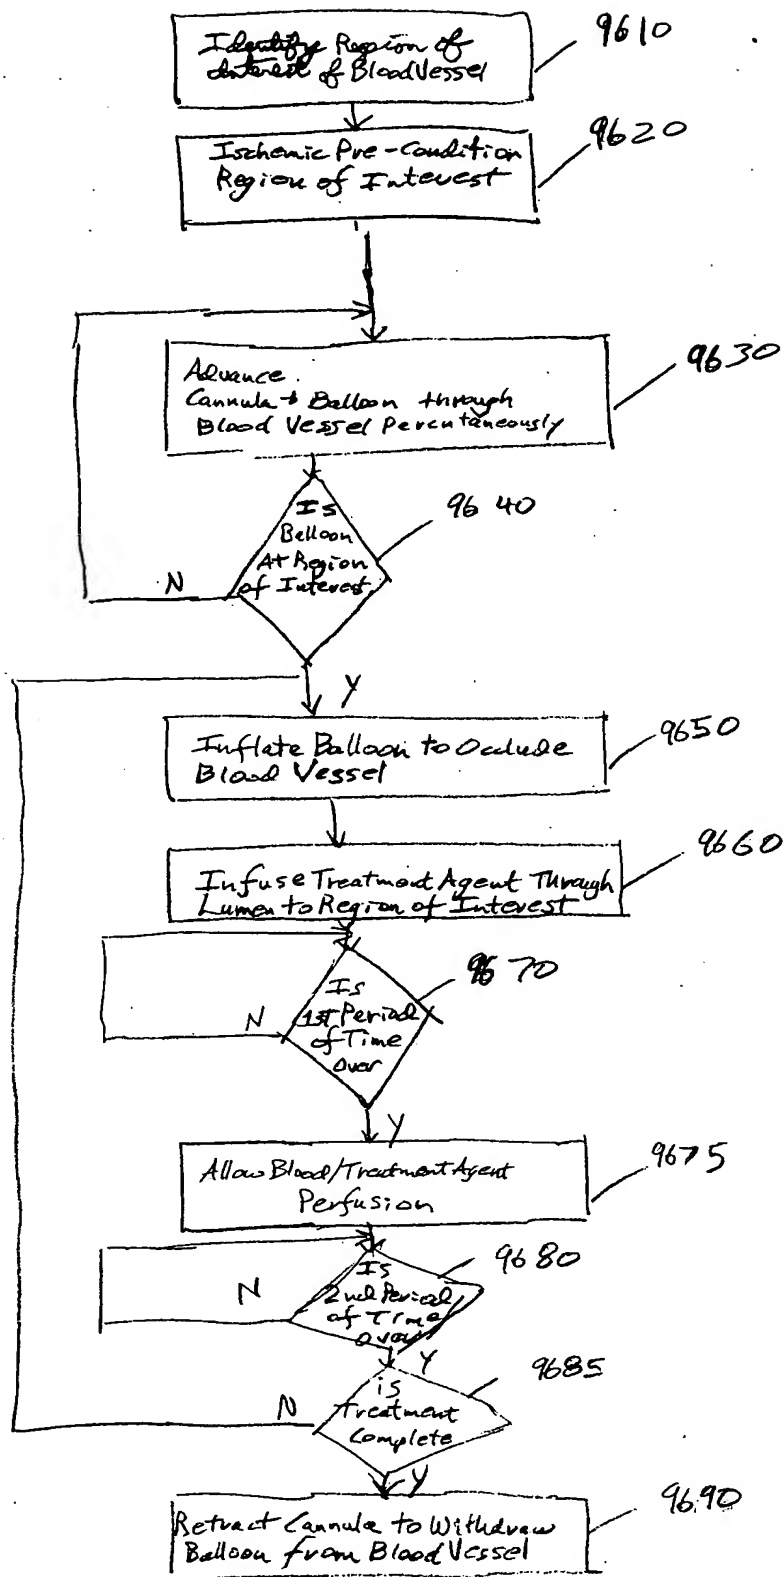 Identify Region of
Interest of Blood Vessel
9610
Ischemic Pre-Condition
Region of Interest
9620
Advance
Cannula + Balloon through
Blood Vessel Percntaneously
9630
Is
Balloon
At Region
of Interest
9640
N
Y
Inflate Balloon to Occlude
Blood Vessel
9650
Infuse Treatment Agent Through
Lumen to Region of Interest
9660
Is
1st Period
of Time
Over
9670
N
Y
Allow Blood/Treatment Agent
Perfusion
9675
Is
2nd Period
of Time
over
9680
N
Y
is
Treatment
Complete
9685
N
Y
Retract Cannula to Withdraw
Balloon from Blood Vessel
9690